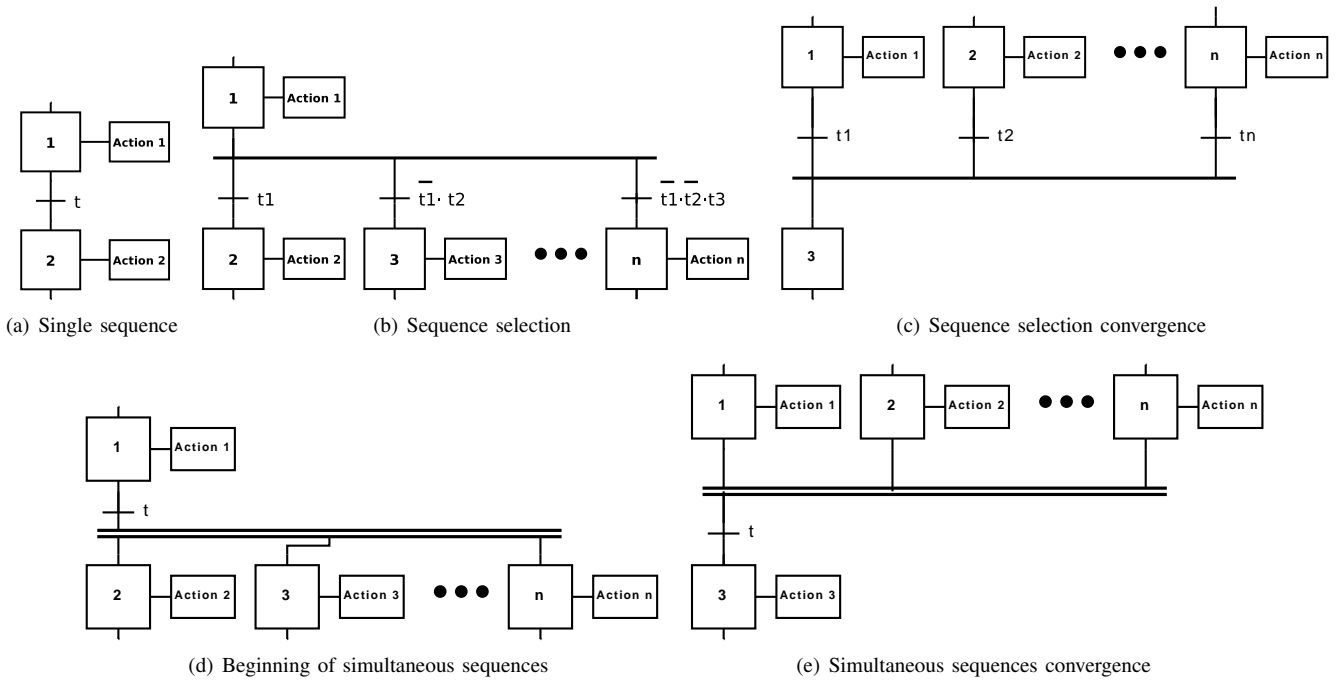 1
Action 1
t
2
Action 2
(a) Single sequence
1
Action 1
t1
t1̅· t2
t1̅·t2̅·t3
2
Action 2
3
Action 3
n
Action n
(b) Sequence selection
1
Action 1
2
Action 2
n
Action n
t1
t2
tn
3
(c) Sequence selection convergence
1
Action 1
t
2
Action 2
3
Action 3
n
Action n
(d) Beginning of simultaneous sequences
1
Action 1
2
Action 2
n
Action n
t
3
Action 3
(e) Simultaneous sequences convergence